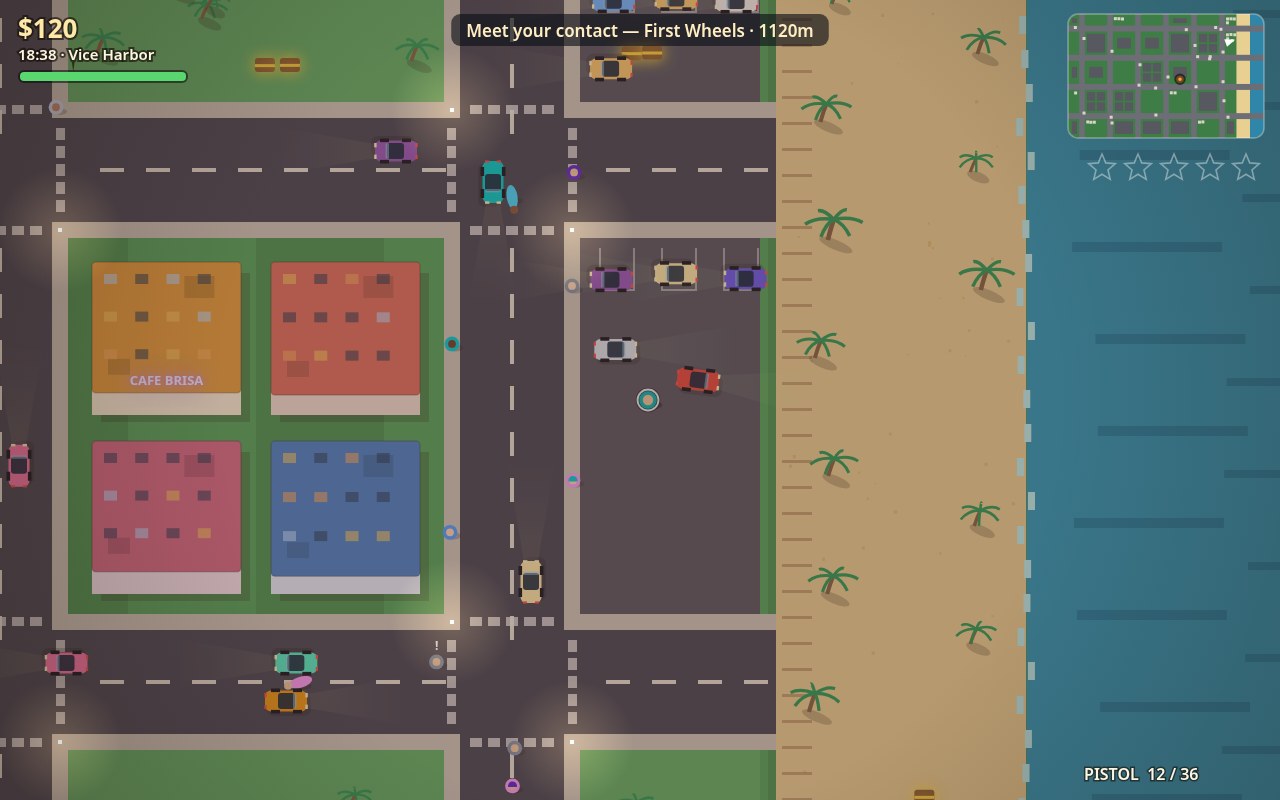 $120
18:38 · Vice Harbor
Meet your contact — First Wheels · 1120m
CAFE BRISA
!
PISTOL 12 / 36